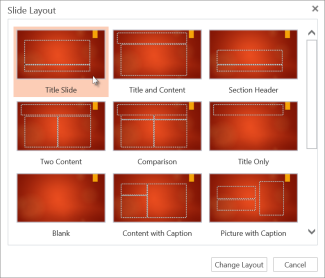 Slide Layout
Title Slide
Title and Content
Section Header
Two Content
Comparison
Title Only
Blank
Content with Caption
Picture with Caption
Change Layout
Cancel